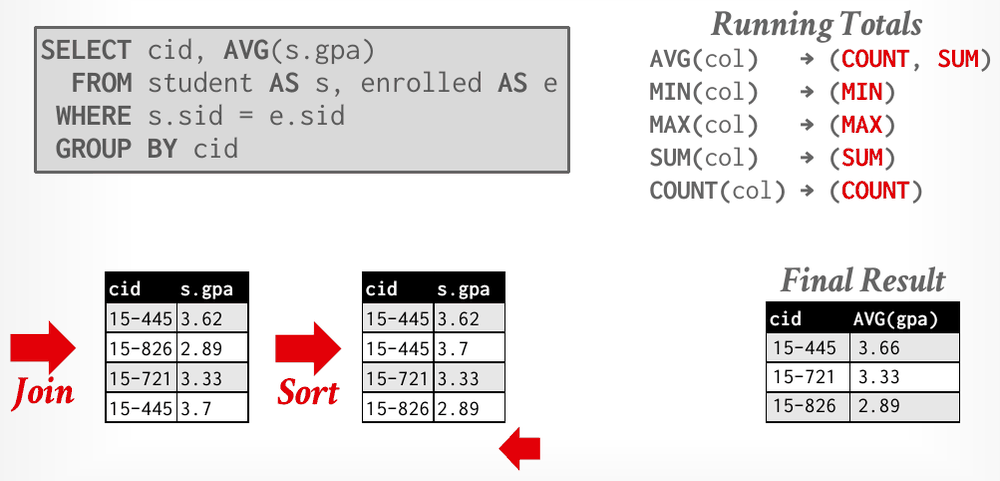 SELECT cid, AVG(s.gpa)
FROM student AS s, enrolled AS e
WHERE s.sid = e.sid
GROUP BY cid
Running Totals
AVG(col) → (COUNT, SUM)
MIN(col) → (MIN)
MAX(col) → (MAX)
SUM(col) → (SUM)
COUNT(col) → (COUNT)
Join
cid s.gpa
15-445 3.62
15-826 2.89
15-721 3.33
15-445 3.7
Sort
cid s.gpa
15-445 3.62
15-445 3.7
15-721 3.33
15-826 2.89
Final Result
cid AVG(gpa)
15-445 3.66
15-721 3.33
15-826 2.89